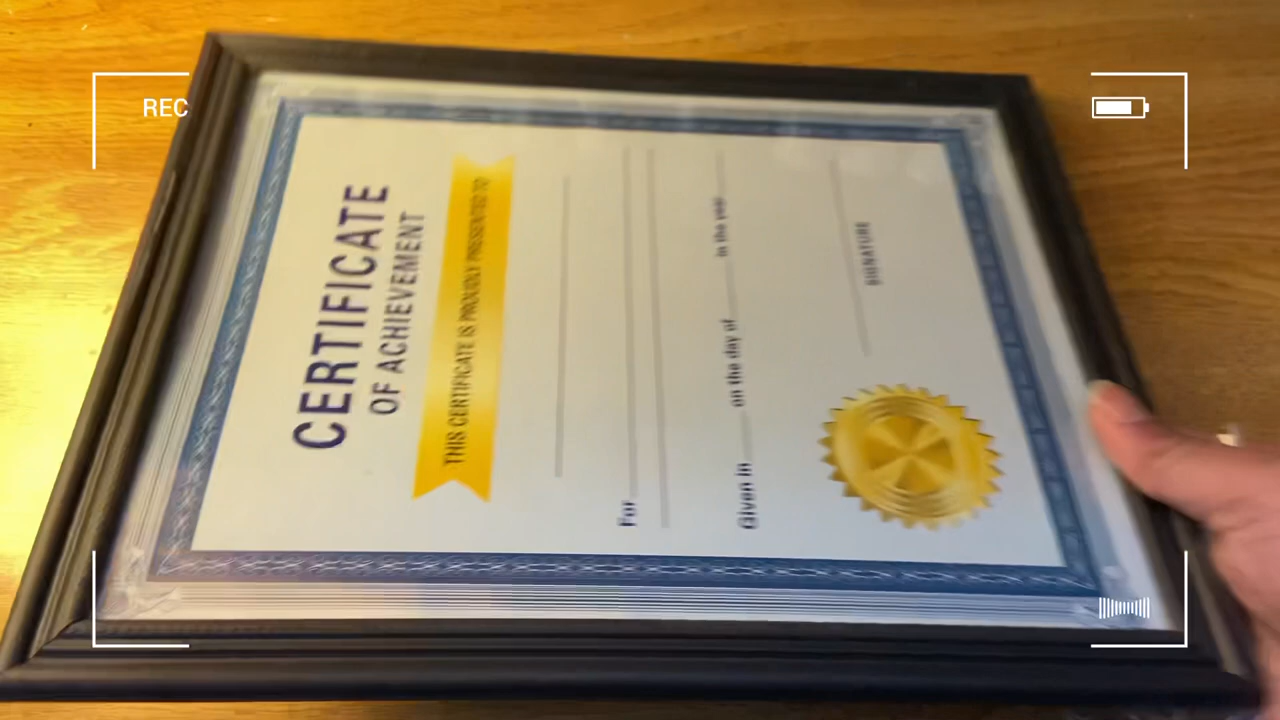 REC
CERTIFICATE
OF ACHIEVEMENT
THIS CERTIFICATE IS PROUDLY PRESENTED TO
For
Given in on the day of in the year
SIGNATURE